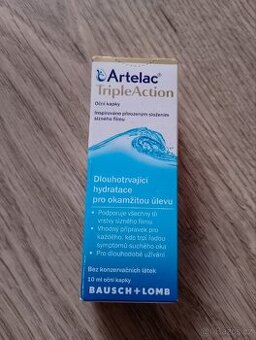 Artelac®
TripleAction
Oční kapky
Inspirováno přirozeným složením
slzného filmu
Dlouhotrvající
hydratace
pro okamžitou úlevu
• Podporuje všechny tři
vrstvy slzného filmu
• Vhodný přípravek pro
každého, kdo trpí řadou
symptomů suchého oka
• Pro dlouhodobé užívání
Bez konzervačních látek
10 ml oční kapky
BAUSCH + LOMB